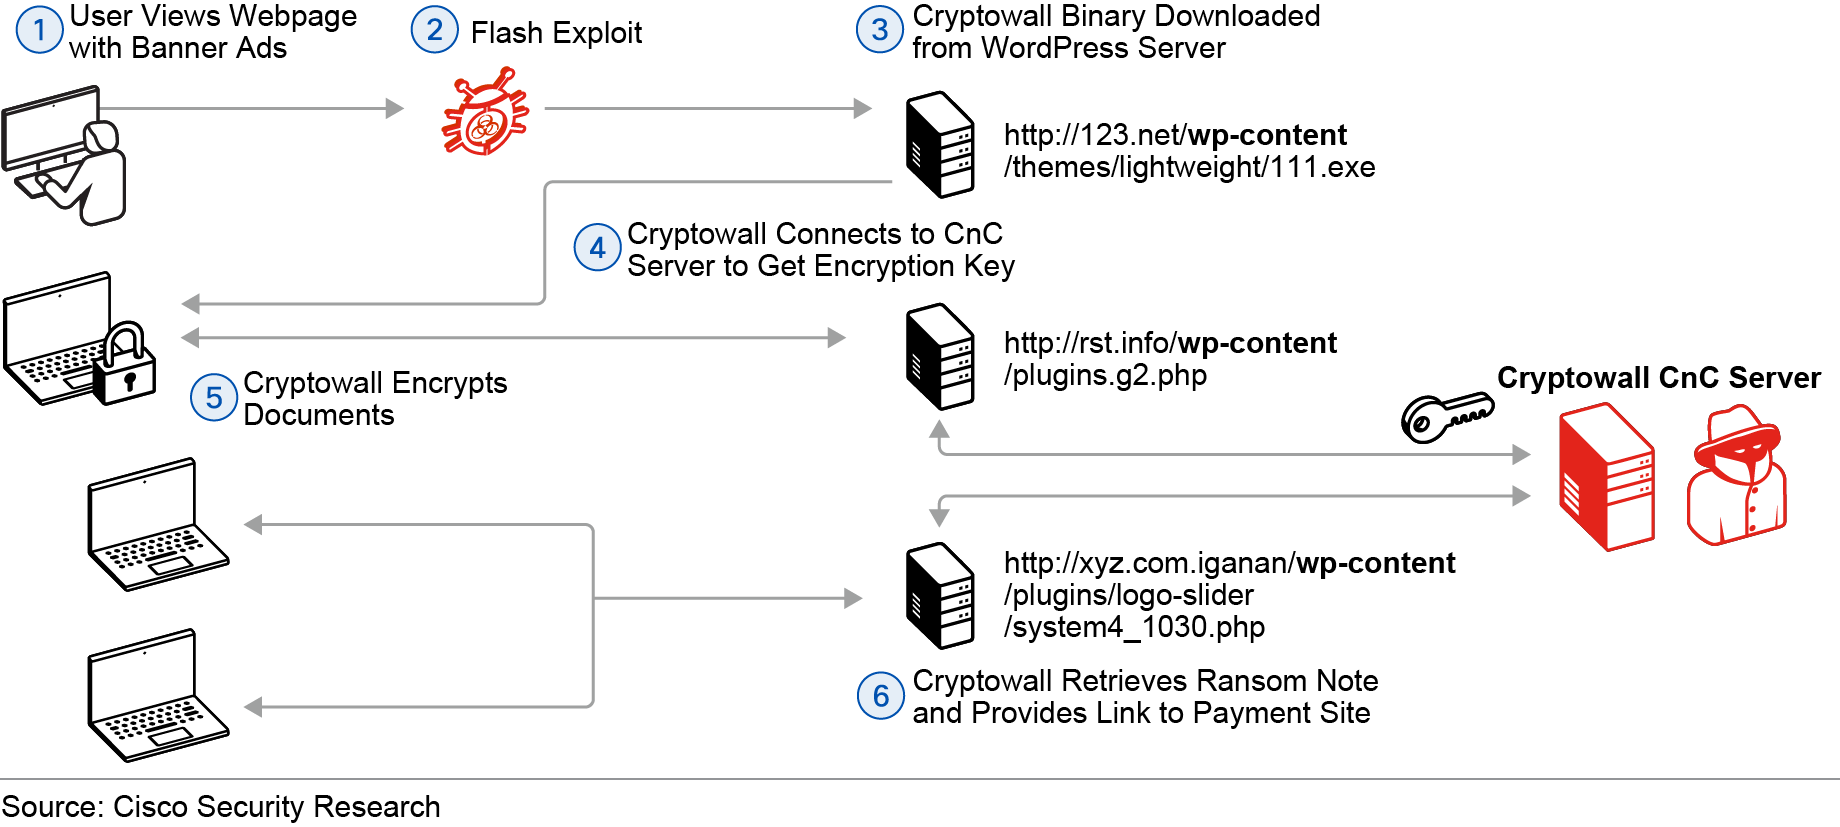 1
User Views Webpage
with Banner Ads
2
Flash Exploit
3
Cryptowall Binary Downloaded
from WordPress Server
http://123.net/wp-content
/themes/lightweight/111.exe
4
Cryptowall Connects to CnC
Server to Get Encryption Key
http://rst.info/wp-content
/plugins.g2.php
Cryptowall CnC Server
5
Cryptowall Encrypts
Documents
http://xyz.com.iganan/wp-content
/plugins/logo-slider
/system4_1030.php
6
Cryptowall Retrieves Ransom Note
and Provides Link to Payment Site
Source: Cisco Security Research